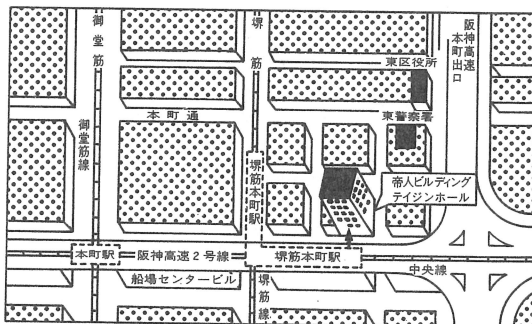 御堂筋
堺筋
阪神高速
本町出口
東区役所
本町通
東警察署
御堂筋線
堺筋本町駅
帝人ビルディング
テイジンホール
本町駅
阪神高速2号線
堺筋本町駅
中央線
船場センタービル
堺筋線